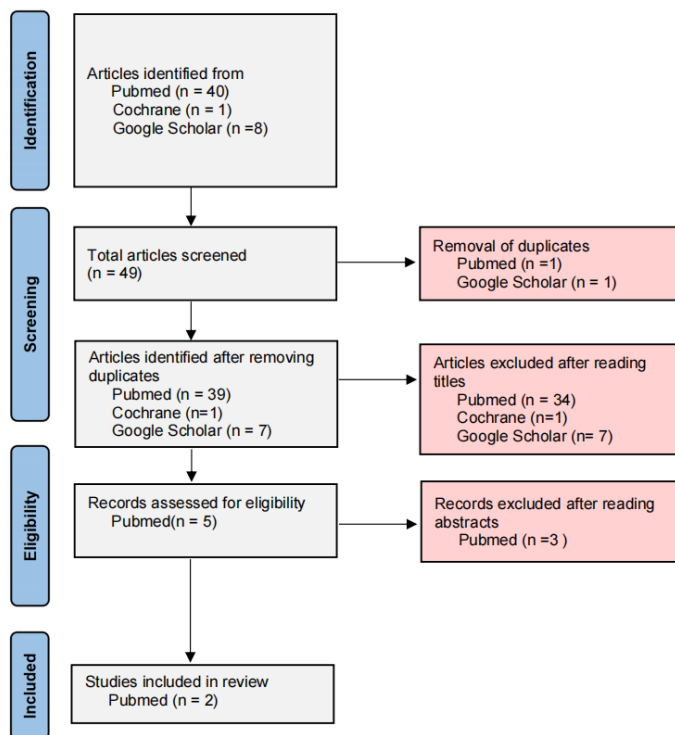 Identification
Articles identified from
Pubmed (n = 40)
Cochrane (n = 1)
Google Scholar (n =8)
Screening
Total articles screened
(n = 49)
Removal of duplicates
Pubmed (n =1)
Google Scholar (n = 1)
Articles identified after removing
duplicates
Pubmed (n = 39)
Cochrane (n=1)
Google Scholar (n = 7)
Articles excluded after reading
titles
Pubmed (n = 34)
Cochrane (n=1)
Google Scholar (n= 7)
Eligibility
Records assessed for eligibility
Pubmed(n = 5)
Records excluded after reading
abstracts
Pubmed (n =3 )
Included
Studies included in review
Pubmed (n = 2)